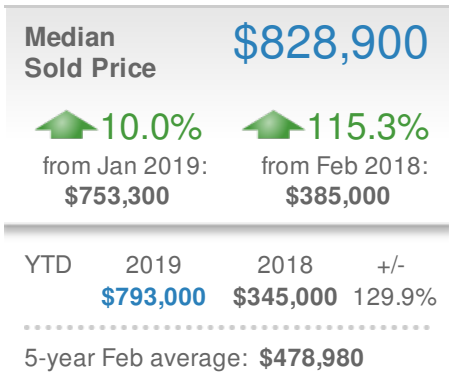 Median
Sold Price
$828,900
10.0% 115.3%
from Jan 2019: from Feb 2018:
$753,300 $385,000
YTD 2019 2018 +/-
$793,000 $345,000 129.9%
5-year Feb average: $478,980